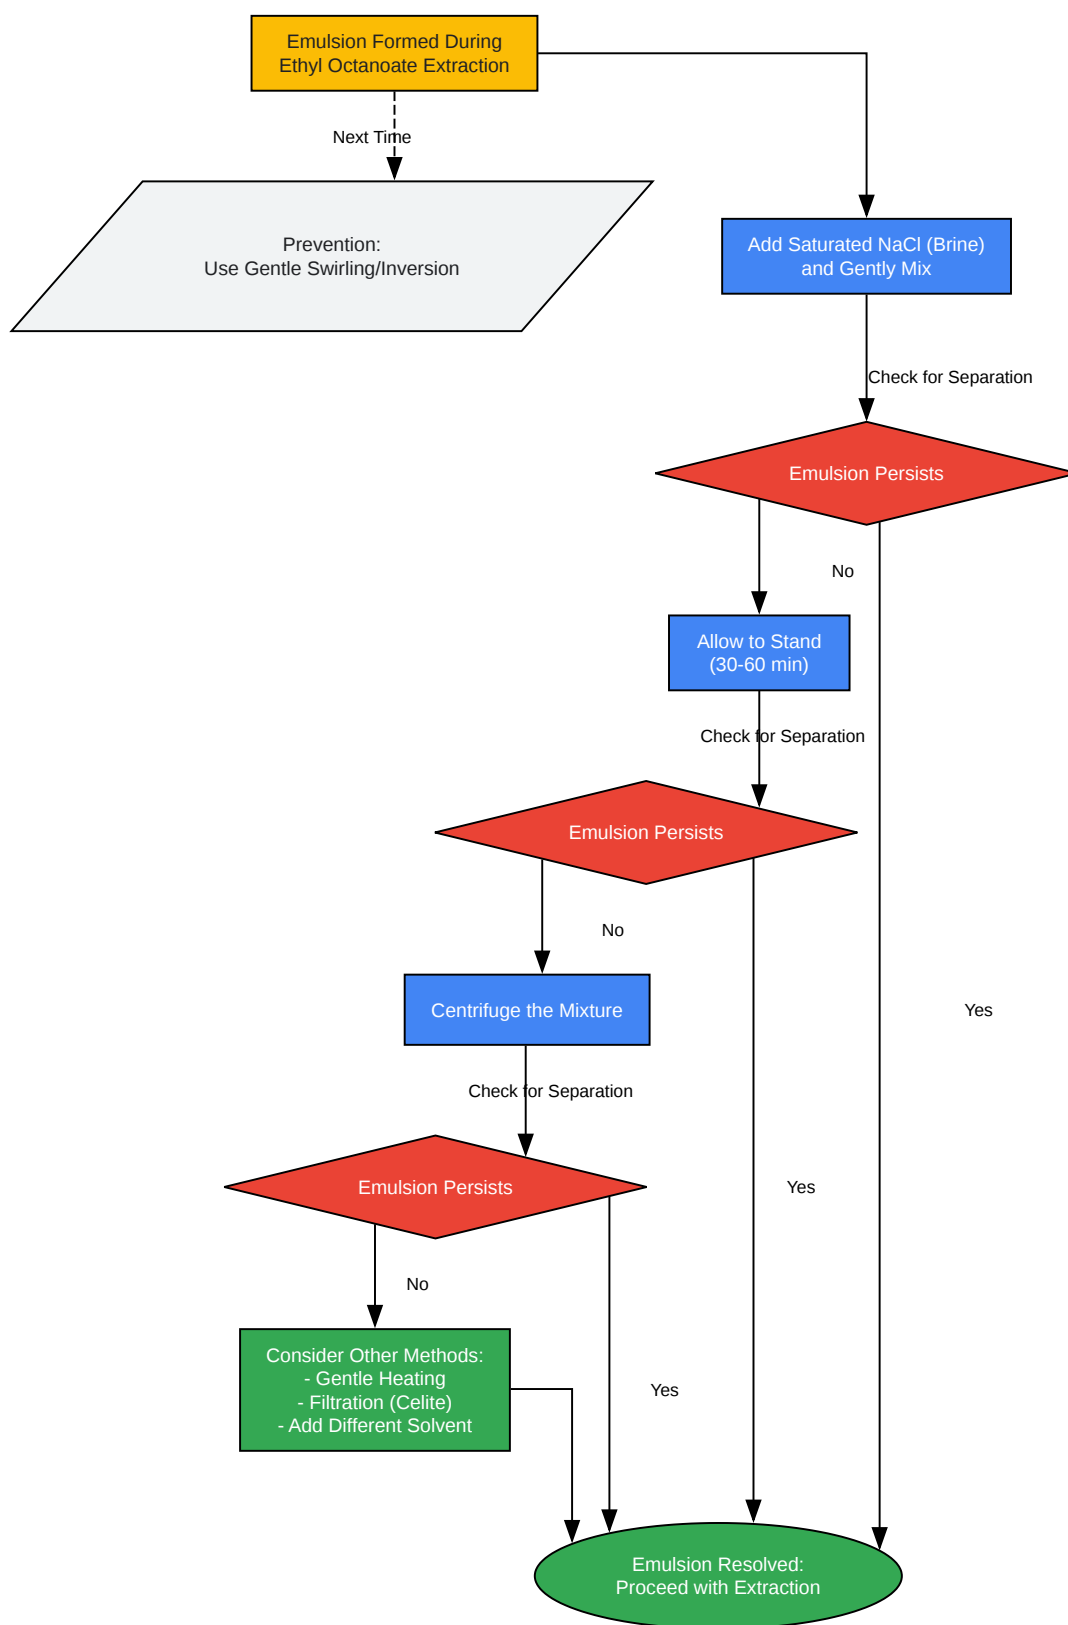 Emulsion Formed During
Ethyl Octanoate Extraction
Next Time
Prevention:
Use Gentle Swirling/Inversion
Add Saturated NaCl (Brine)
and Gently Mix
Check for Separation
Emulsion Persists
No
Allow to Stand
(30-60 min)
Check for Separation
Emulsion Persists
No
Centrifuge the Mixture
Yes
Check for Separation
Emulsion Persists
Yes
No
Consider Other Methods:
- Gentle Heating
- Filtration (Celite)
- Add Different Solvent
Yes
Emulsion Resolved:
Proceed with Extraction